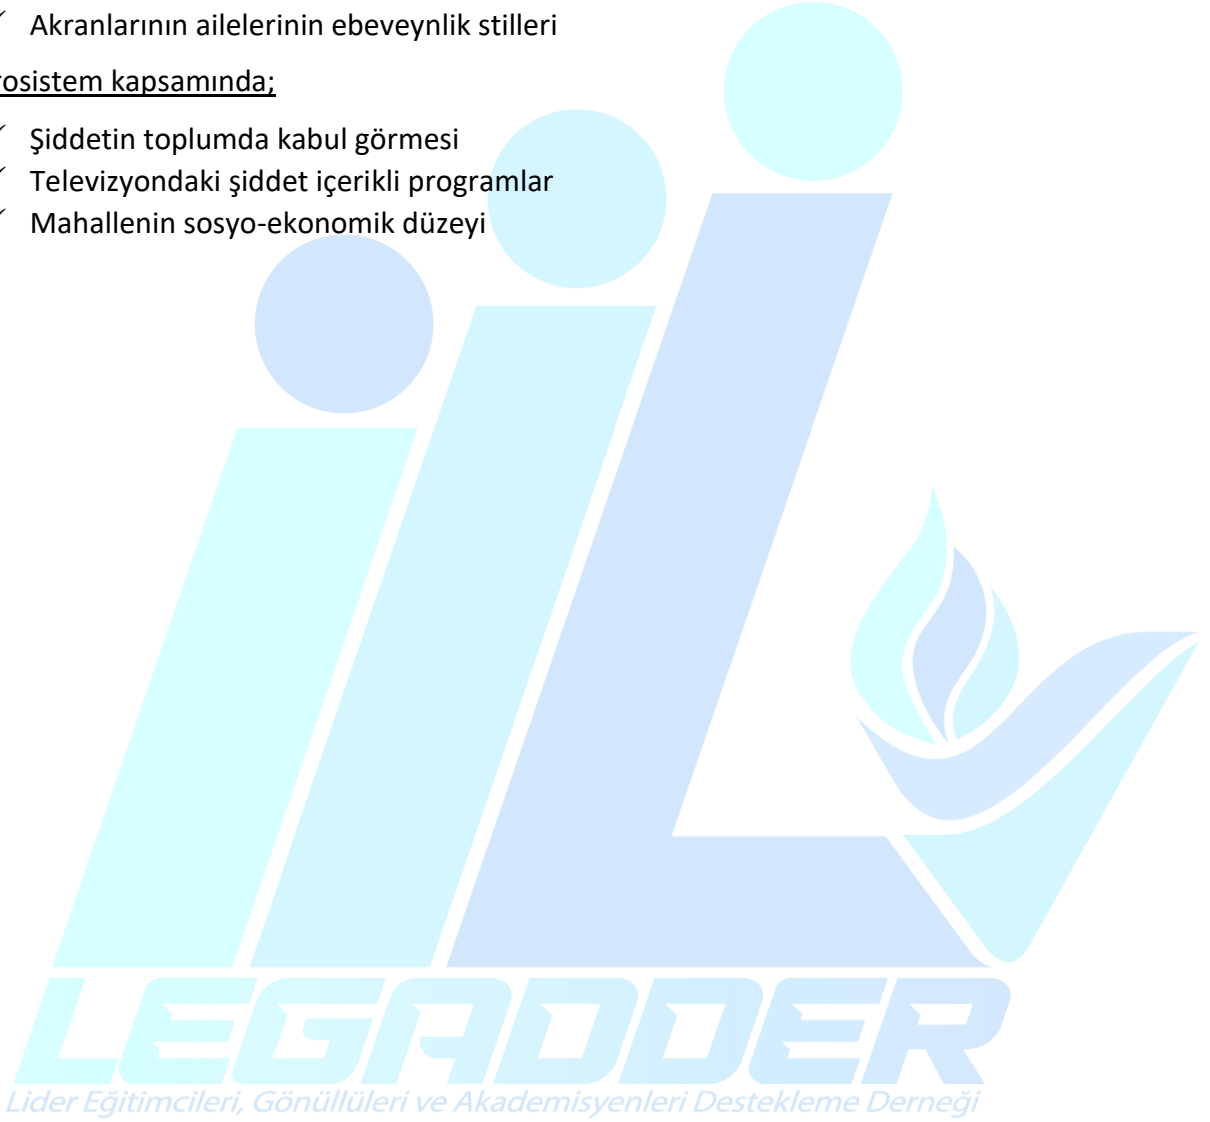 Akranlarının ailelerinin ebeveynlik stilleri
rosistem kapsamında;
Şiddetin toplumda kabul görmesi
Televizyondaki şiddet içerikli programlar
Mahallenin sosyo-ekonomik düzeyi
LEGADDER
Lider Eğitimcileri, Gönüllüleri ve Akademisyenleri Destekleme Derneği